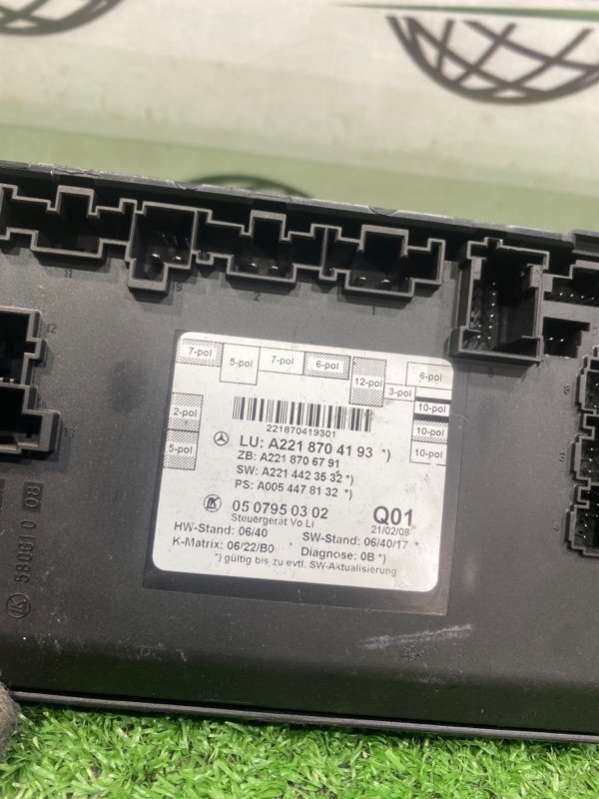 7-pol
5-pol
7-pol
6-pol
12-pol
3-pol
6-pol
2-pol
10-pol
10-pol
5-pol
10-pol
221870419301
LU: A221 870 41 93 *)
ZB: A221 870 67 91
SW: A221 442 35 32 *)
PS: A005 447 81 32 *)
05 0795 03 02
Q01
Steuergerät Vo Li
21/02/08
HW-Stand: 06/40
SW-Stand: 06/40/17 *
K-Matrix: 06/22/B0
Diagnose: 0B *)
*) gültig bis zu evtl. SW-Aktualisierung
2
1
12